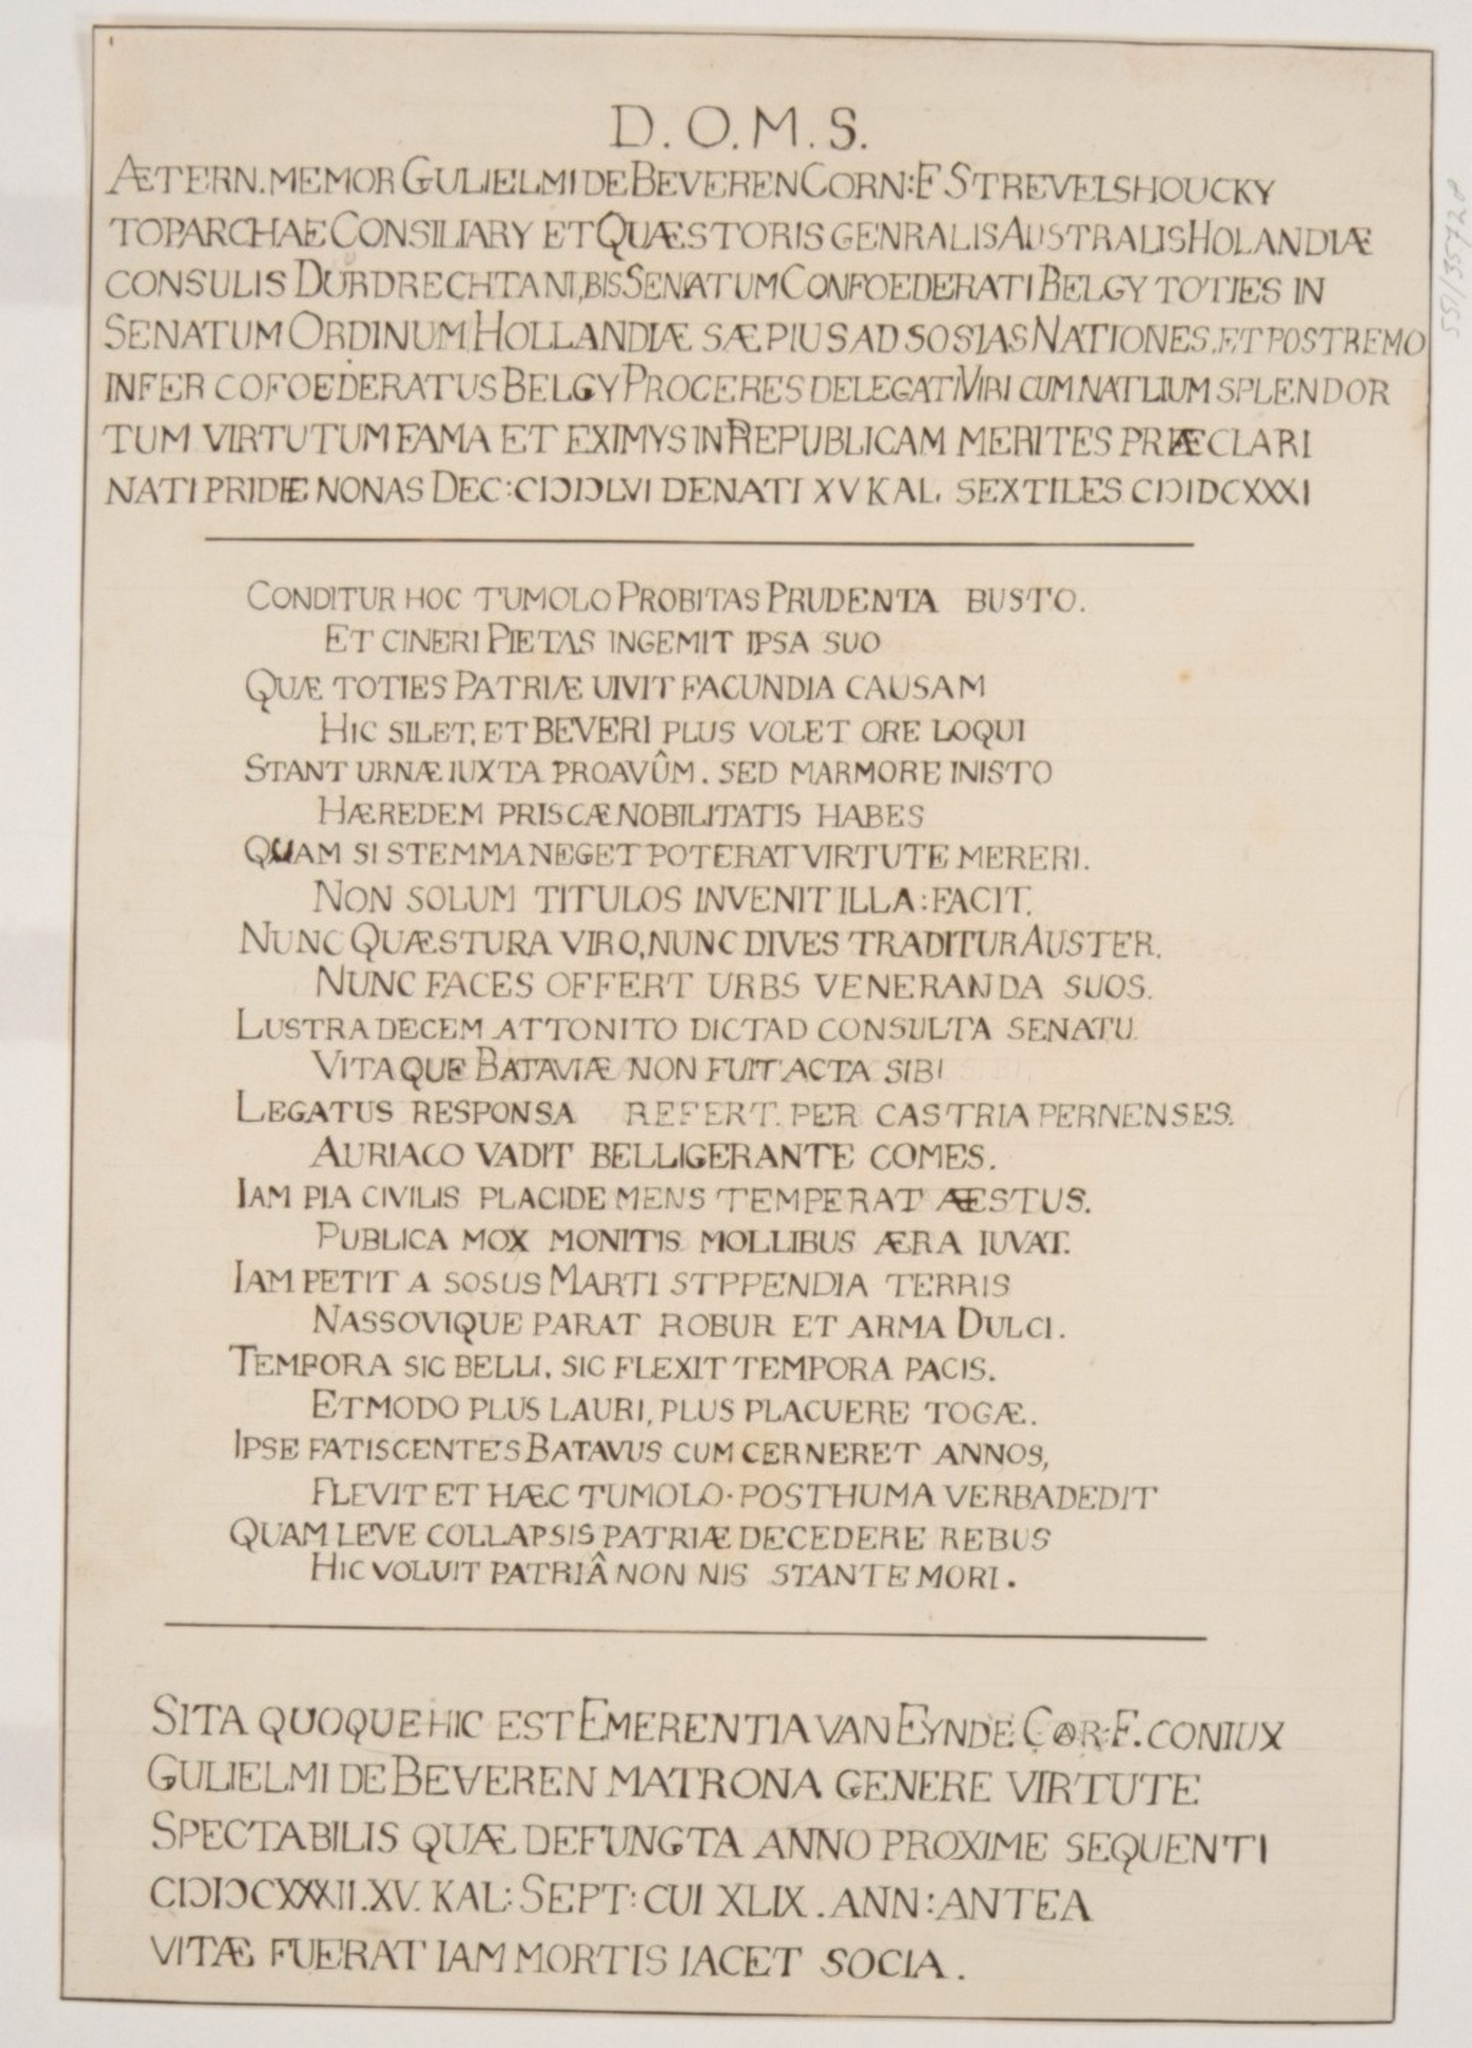 D.O.M.S.
ÆTERN. MEMOR GULIELMI DE BEVEREN CORN: F STREVELSHOUCKY
TOPARCHAE CONSILIARY ET QUÆSTORIS GENRALIS AUSTRALIS HOLANDIÆ
CONSULIS DURDRECHTANI, BIS SENATUM CONFOEDERATI BELGY TOTIES IN
SENATUM ORDINUM HOLLANDIÆ SÆPIUS AD SOSIAS NATIONES. ET POSTREMO
INFER COFOEDERATUS BELGY PROCERES DELEGATI VIRI CUM NATLIUM SPLENDOR
TUM VIRTUTUM FAMA ET EXIMYS IN REPUBLICAM MERITES PRÆCLARI
NATI PRIDIE NONAS DEC: CIƆIƆLVI DENATI XV KAL. SEXTILES CIƆIDCXXXI
CONDITUR HOC TUMOLO PROBITAS PRUDENTA BUSTO.
ET CINERI PIETAS INGEMIT IPSA SUO
QUÆ TOTIES PATRIÆ UIVIT FACUNDIA CAUSAM
HIC SILET, ET BEVERI PLUS VOLET ORE LOQUI
STANT URNÆ IUXTA PROAVÛM. SED MARMORE INISTO
HÆREDEM PRISCÆ NOBILITATIS HABES
QUAM SI STEMMA NEGET POTERAT VIRTUTE MERERI.
NON SOLUM TITULOS INVENIT ILLA: FACIT.
NUNC QUÆSTURA VIRO, NUNC DIVES TRADITUR AUSTER.
NUNC FACES OFFERT URBS VENERANDA SUOS.
LUSTRA DECEM ATTONITO DICTAD CONSULTA SENATU.
VITAQUE BATAVIÆ NON FUIT ACTA SIBI
LEGATUS RESPONSA REFERT. PER CASTRIA PERNENSES.
AURIACO VADIT BELLIGERANTE COMES.
IAM PIA CIVILIS PLACIDE MENS TEMPERAT ÆESTUS.
PUBLICA MOX MONITIS MOLLIBUS ÆRA IUVAT.
IAM PETIT A SOSUS MARTI STPPENDIA TERRIS
NASSOVIQUE PARAT ROBUR ET ARMA DULCI.
TEMPORA SIC BELLI, SIC FLEXIT TEMPORA PACIS.
ET MODO PLUS LAURI, PLUS PLACUERE TOGÆ.
IPSE FATISCENTES BATAVUS CUM CERNERET ANNOS,
FLEVIT ET HÆC TUMOLO. POSTHUMA VERBA DEDIT
QUAM LEVE COLLAPSIS PATRIÆ DECEDERE REBUS
HIC VOLUIT PATRIÂ NON NIS STANTE MORI.
SITA QUOQUE HIC EST EMERENTIA VAN EYNDE COR: F. CONIUX
GULIELMI DE BEVEREN MATRONA GENERE VIRTUTE
SPECTABILIS QUÆ DEFUNGTA ANNO PROXIME SEQUENTI
CIƆIƆCXXXII. XV. KAL: SEPT: CUI XLIX. ANN: ANTEA
VITÆ FUERAT IAM MORTIS IACET SOCIA.
551/35728